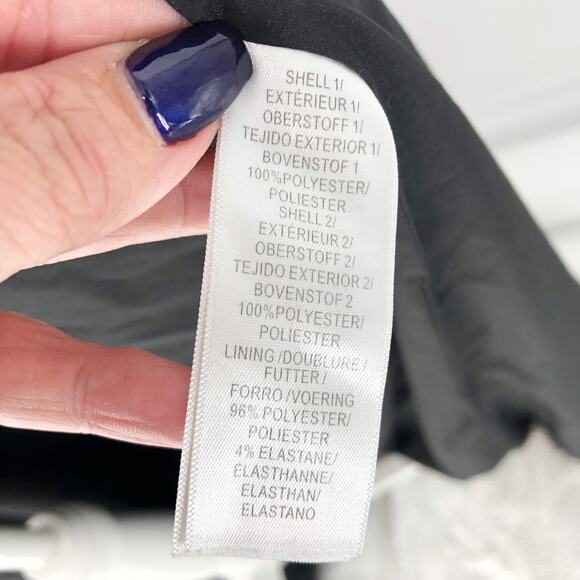 SHELL 1/
EXTÉRIEUR 1/
OBERSTOFF 1/
TEJIDO EXTERIOR 1/
BOVENSTOF 1
100%POLYESTER/
POLIESTER
SHELL 2/
EXTÉRIEUR 2/
OBERSTOFF 2/
TEJIDO EXTERIOR 2/
BOVENSTOF 2
100%POLYESTER/
POLIESTER
LINING /DOUBLURE /
FUTTER /
FORRO /VOERING
96% POLYESTER/
POLIESTER
4% ELASTANE/
ELASTHANNE/
ELASTHAN/
ELASTANO